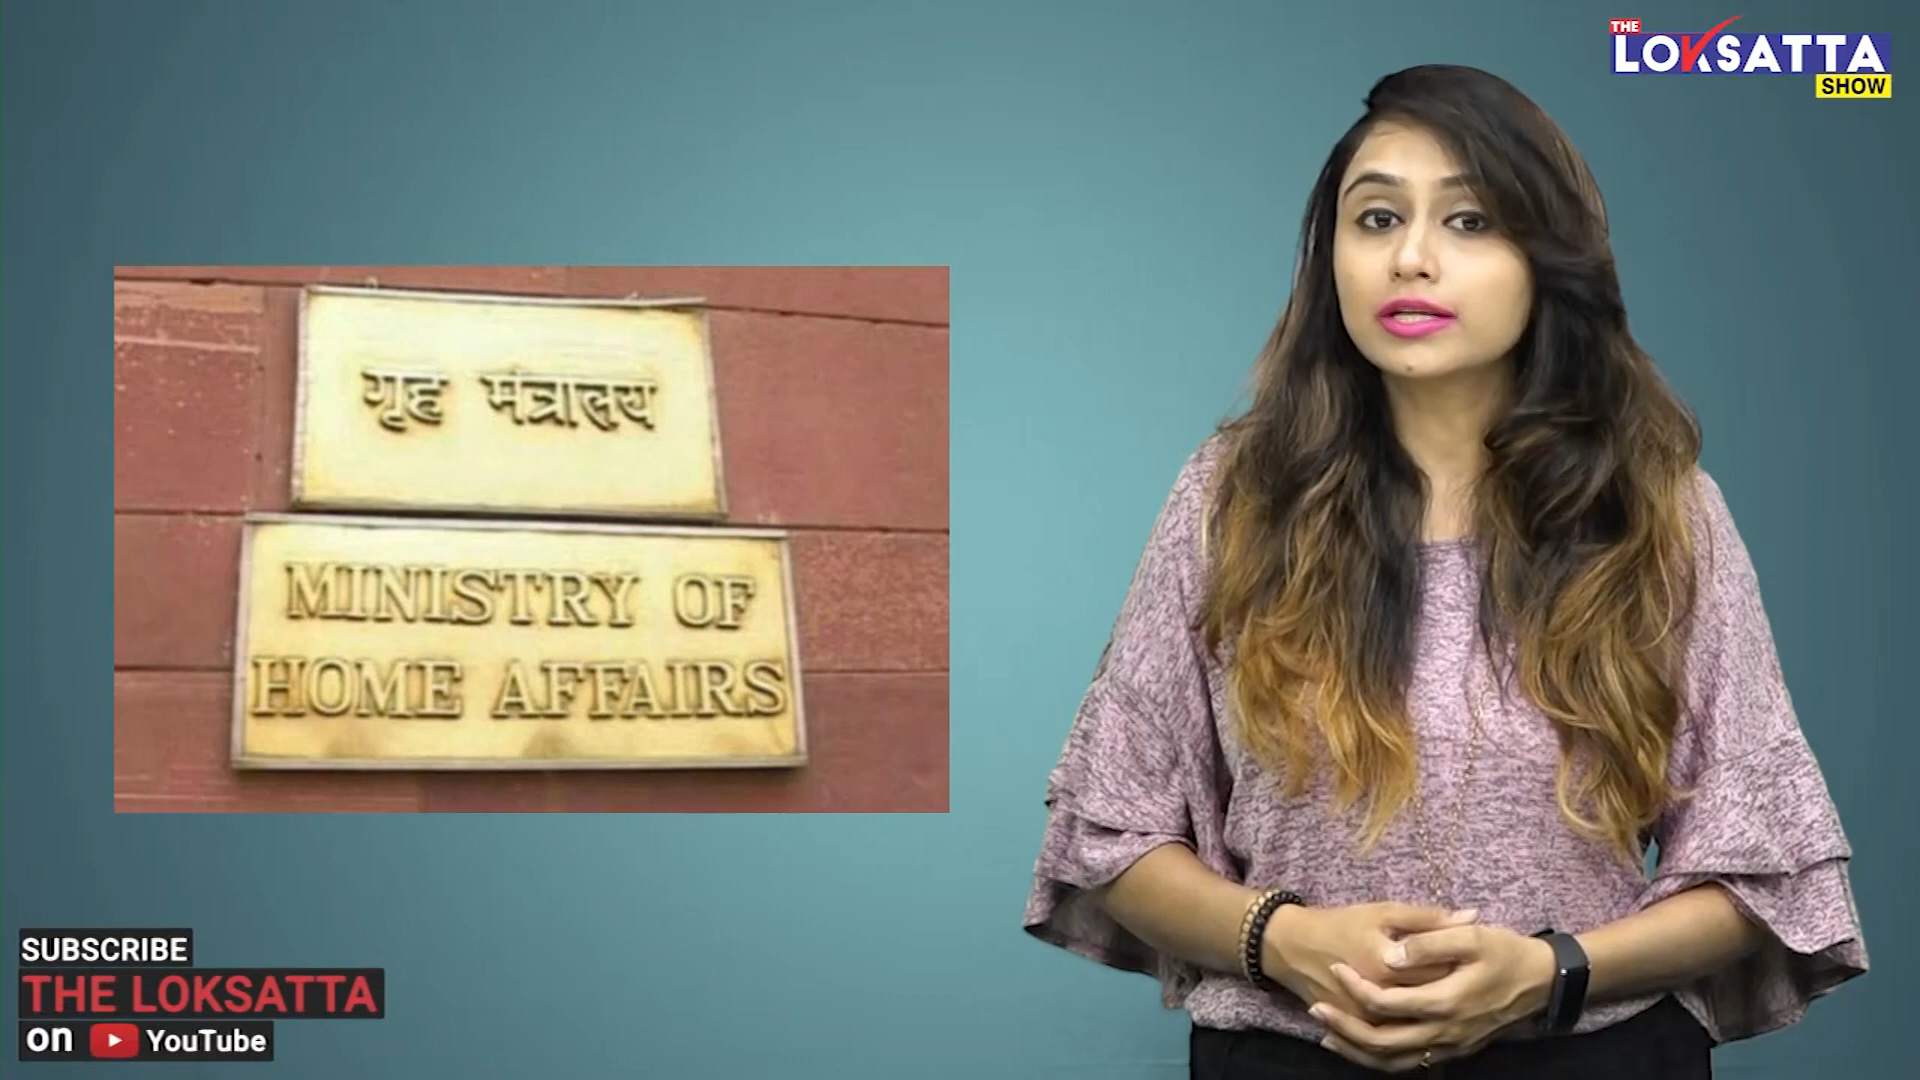 THE
LOKSATTA
SHOW
गृह मंत्रालय
MINISTRY OF
HOME AFFAIRS
SUBSCRIBE
THE LOKSATTA
on YouTube